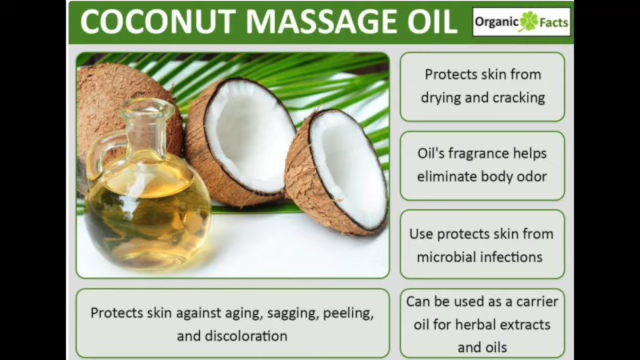 COCONUT MASSAGE OIL
Organic Facts
Protects skin from
drying and cracking
Oil's fragrance helps
eliminate body odor
Use protects skin from
microbial infections
Protects skin against aging, sagging, peeling,
and discoloration
Can be used as a carrier
oil for herbal extracts
and oils